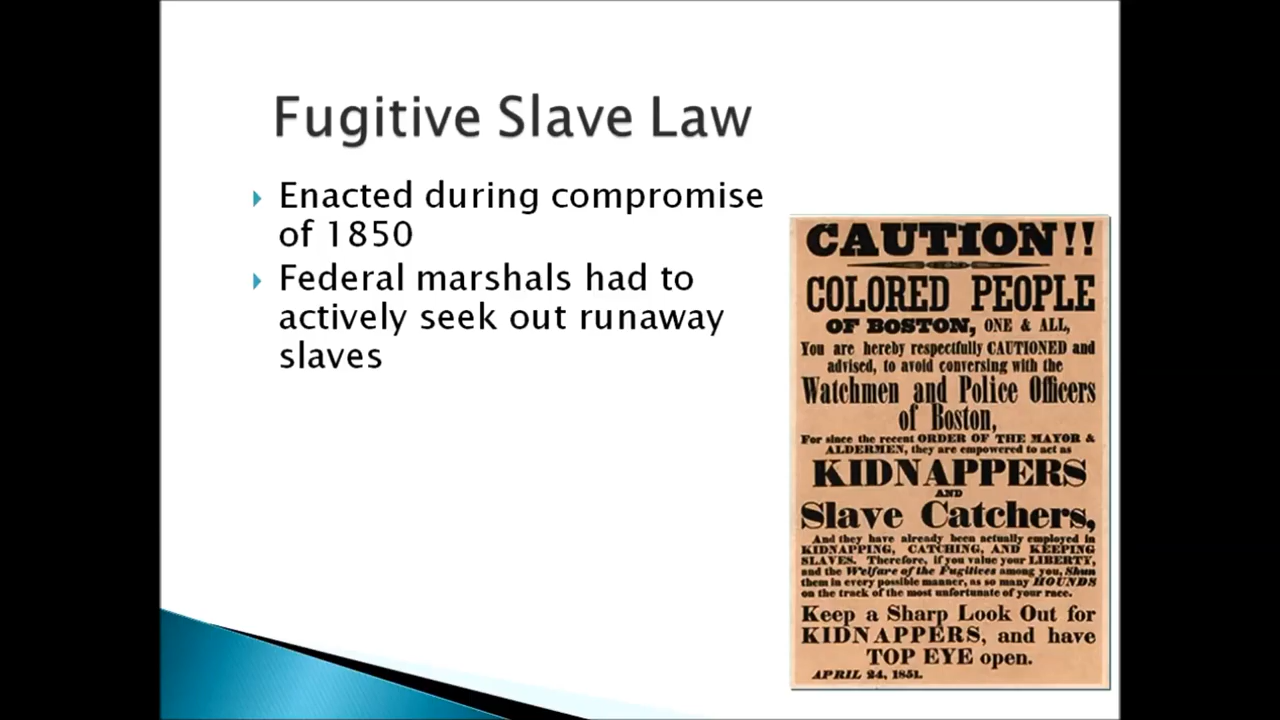 Fugitive Slave Law
Enacted during compromise
of 1850
Federal marshals had to
actively seek out runaway
slaves
CAUTION!!
COLORED PEOPLE
OF BOSTON, ONE & ALL,
You are hereby respectfully CAUTIONED and
advised, to avoid conversing with the
Watchmen and Police Officers
of Boston,
For since the recent ORDER OF THE MAYOR &
ALDERMEN, they are empowered to act as
KIDNAPPERS
AND
Slave Catchers,
And they have already been actually employed in
KIDNAPPING, CATCHING, AND KEEPING
SLAVES. Therefore, if you value your LIBERTY,
and the Welfare of the Fugitives among you, Shun
them in every possible manner, as so many HOUNDS
on the track of the most unfortunate of your race.
Keep a Sharp Look Out for
KIDNAPPERS, and have
TOP EYE open.
APRIL 24, 1851.